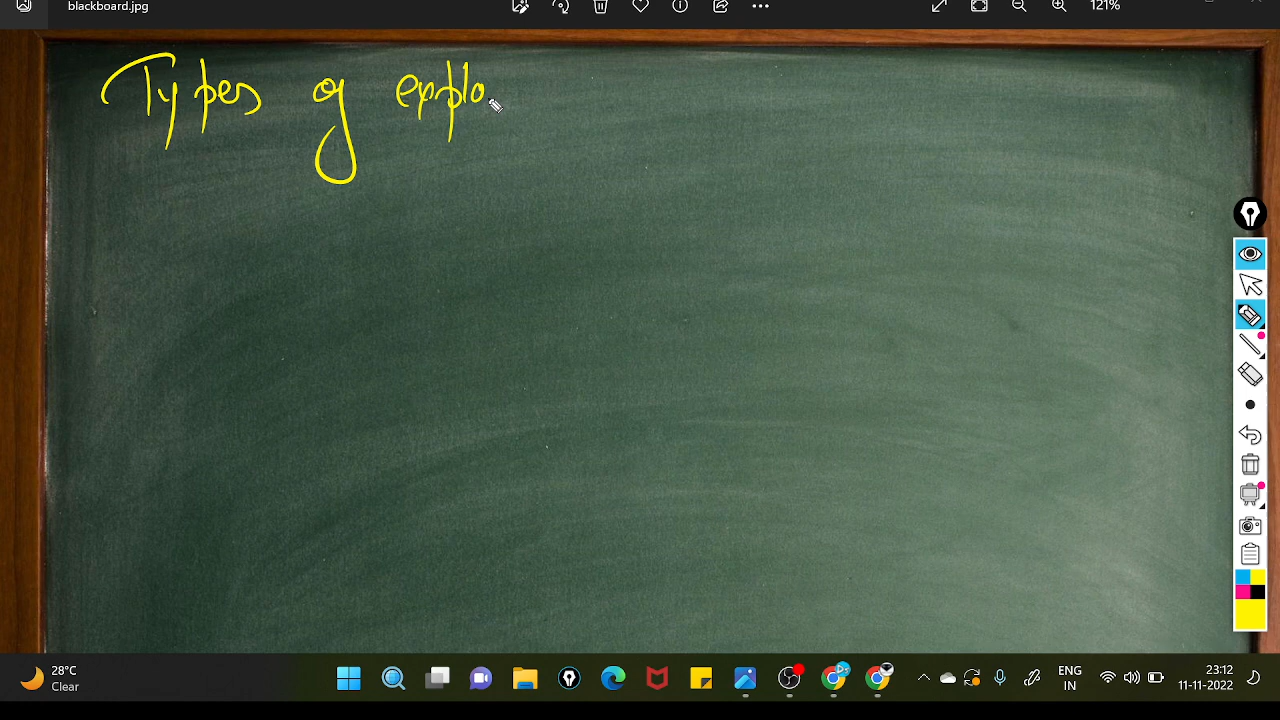 blackboard.jpg
121%
Types of explo
28°C
Clear
ENG
IN
23:12
11-11-2022